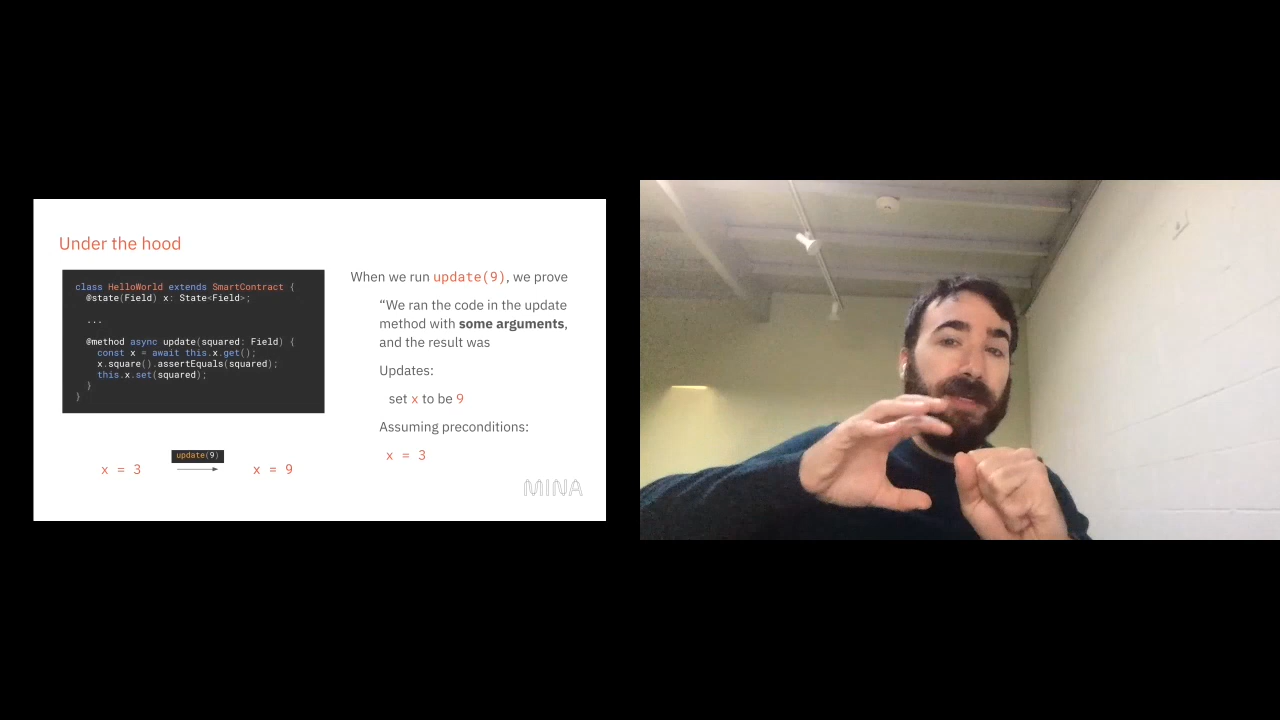 Under the hood
class HelloWorld extends SmartContract {
@state(Field) x: State<Field>;
...
@method async update(squared: Field) {
const x = await this.x.get();
x.square().assertEquals(squared);
this.x.set(squared);
}
}
x = 3
update(9)
x = 9
When we run update(9), we prove
“We ran the code in the update
method with some arguments,
and the result was
Updates:
set x to be 9
Assuming preconditions:
x = 3
MINA